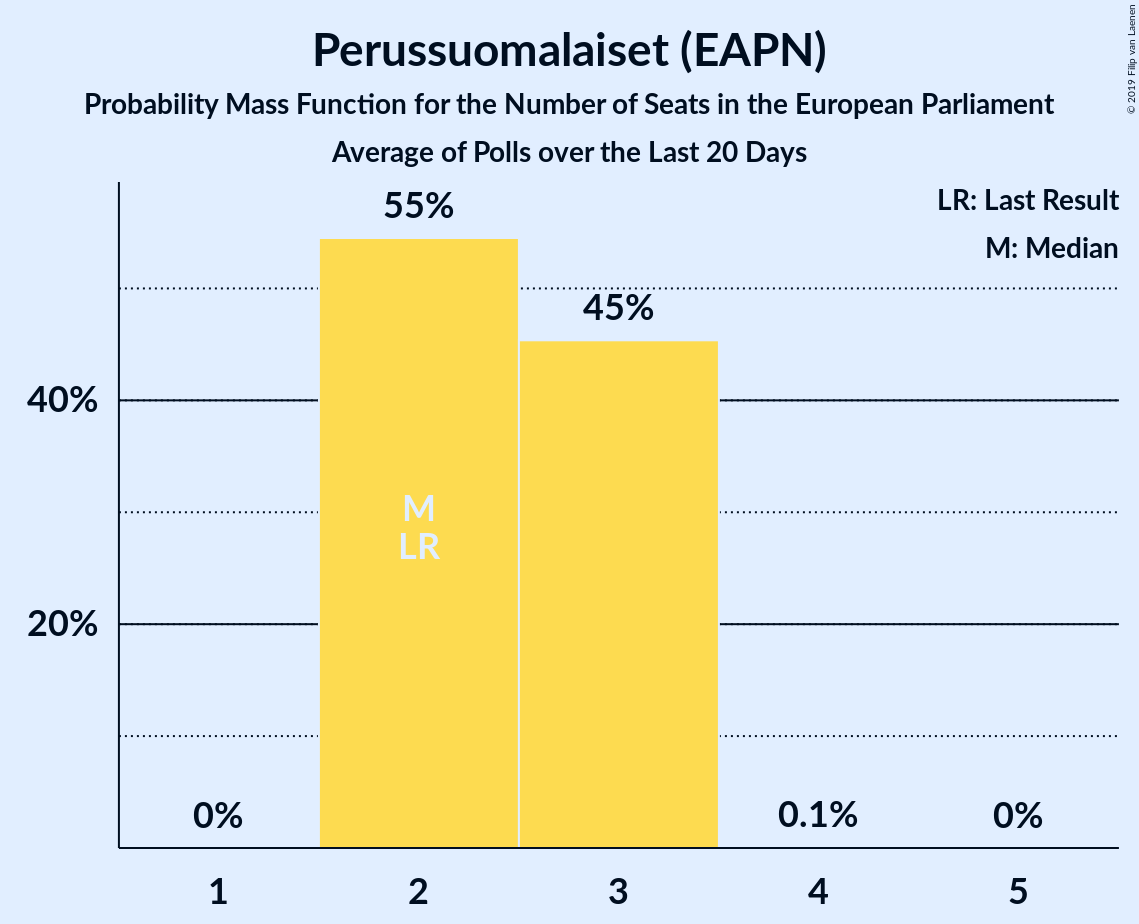 Perussuomalaiset (EAPN)
Probability Mass Function for the Number of Seats in the European Parliament
Average of Polls over the Last 20 Days
© 2019 Filip van Laenen
LR: Last Result
M: Median
55%
45%
40%
20%
M
LR
0%
0.1%
0%
1 2 3 4 5